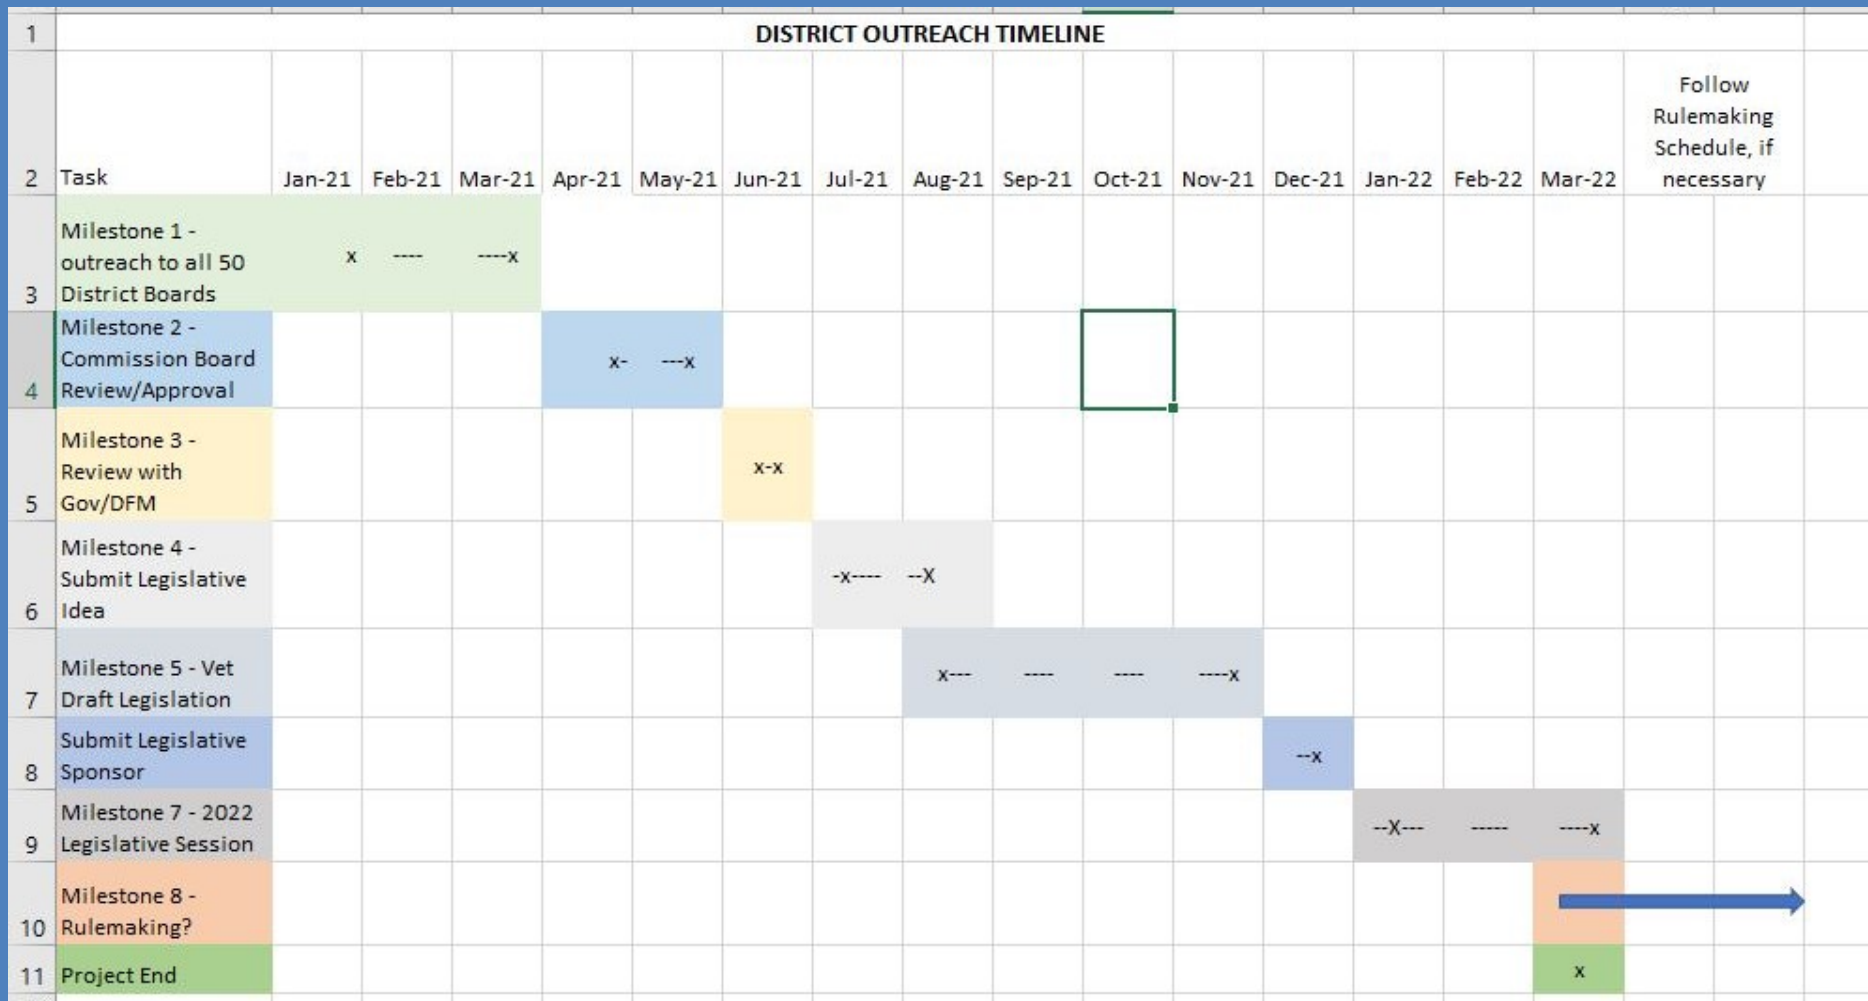 1
DISTRICT OUTREACH TIMELINE
Follow
Rulemaking
Schedule, if
necessary
2 Task Jan-21 Feb-21 Mar-21 Apr-21 May-21 Jun-21 Jul-21 Aug-21 Sep-21 Oct-21 Nov-21 Dec-21 Jan-22 Feb-22 Mar-22
Milestone 1 -
outreach to all 50
District Boards
x ---- ----x
3
Milestone 2 -
Commission Board
Review/Approval
x- ---x
4
Milestone 3 -
Review with
Gov/DFM
x-x
5
Milestone 4 -
Submit Legislative
Idea
-x---- --X
6
Milestone 5 - Vet
Draft Legislation
x--- ---- ---- ----x
7
Submit Legislative
Sponsor
--x
8
Milestone 7 - 2022
Legislative Session
--X--- ----- ----x
9
Milestone 8 -
Rulemaking?
10
11 Project End x